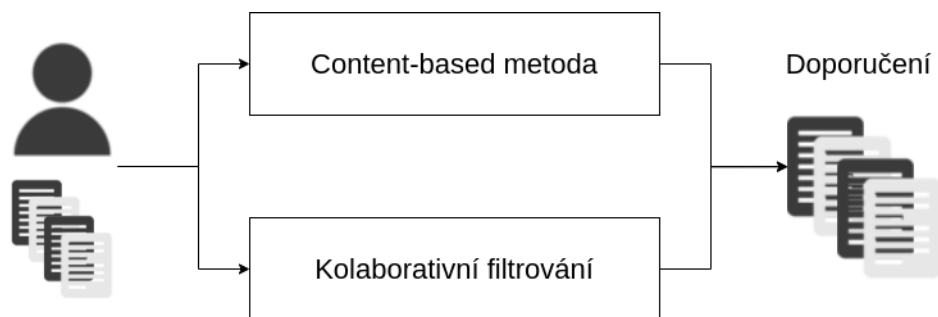 Content-based metoda
Doporučení
Kolaborativní filtrování